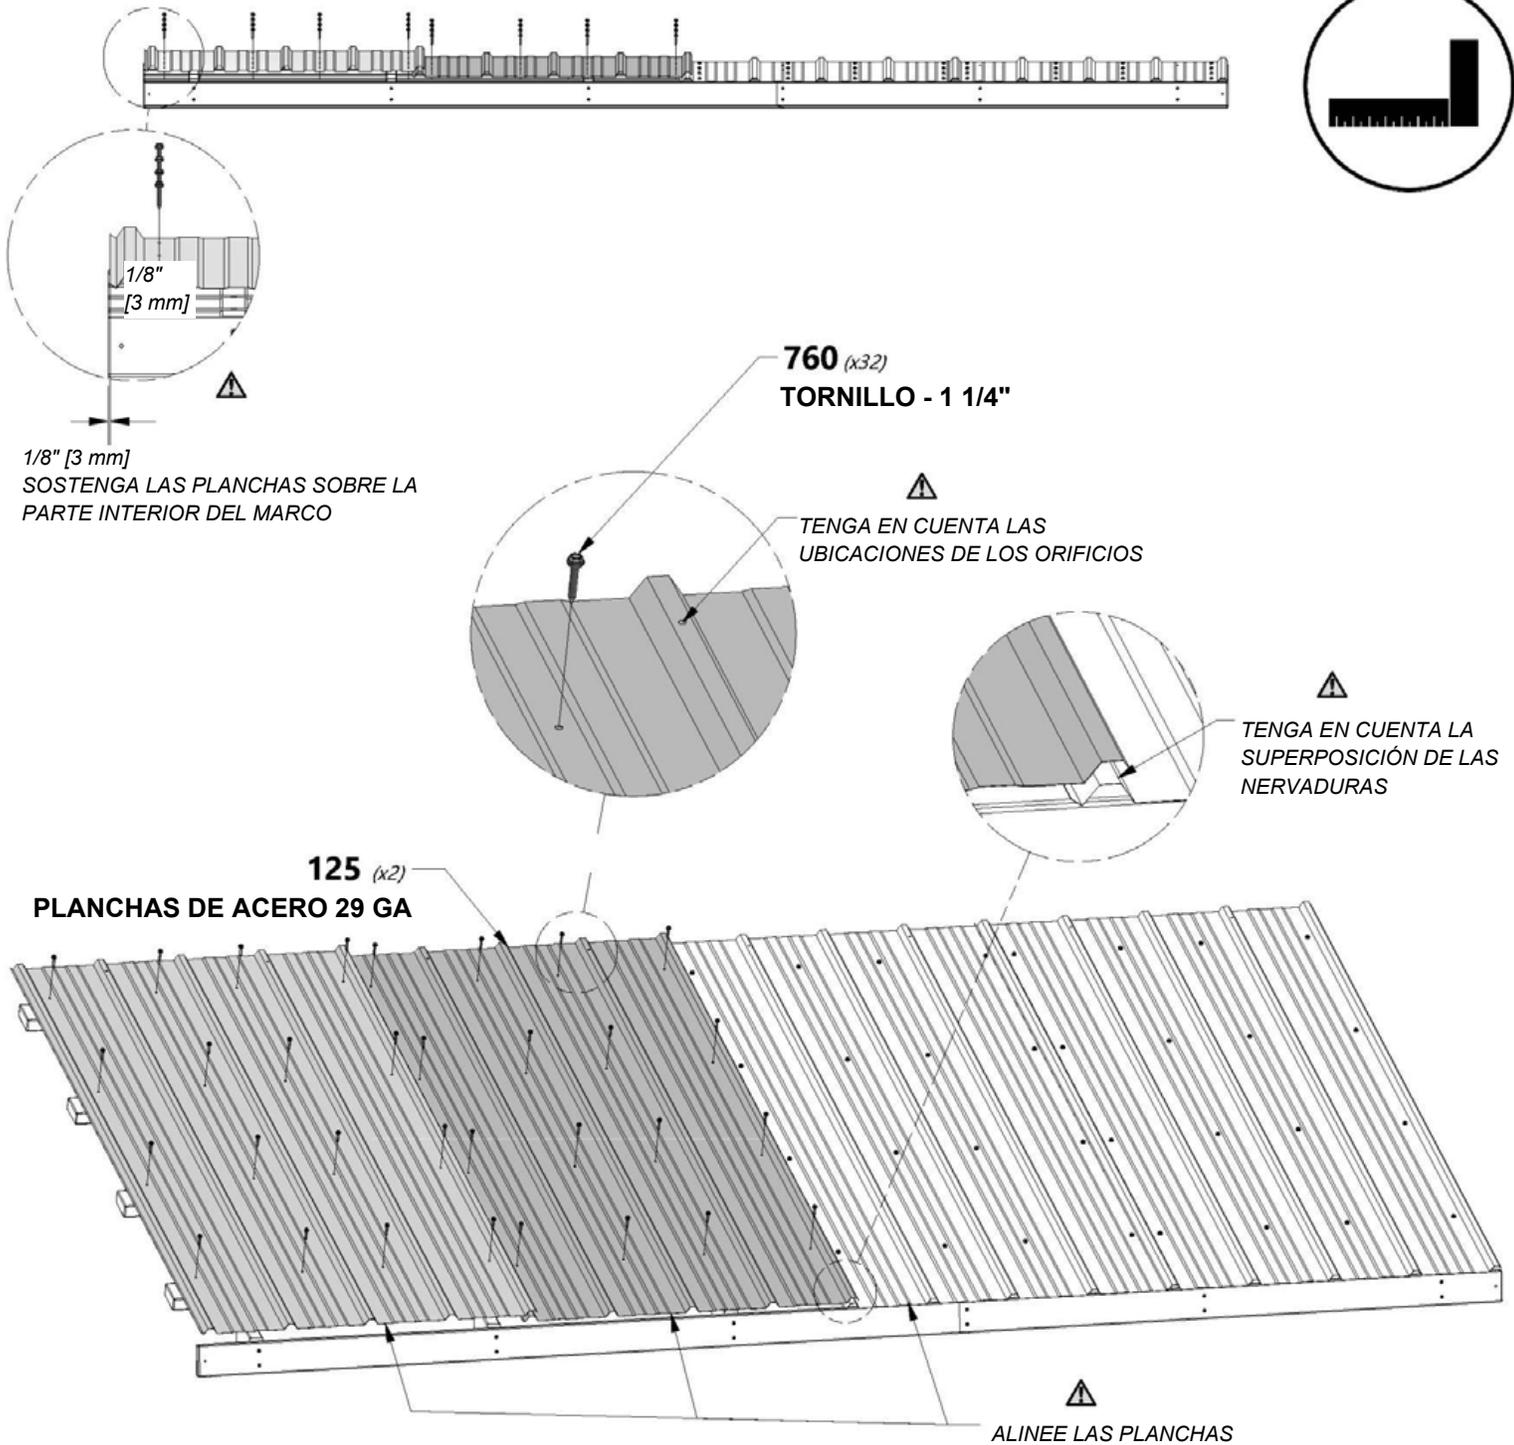 1/8"
[3 mm]
1/8" [3 mm]
SOSTENGA LAS PLANCHAS SOBRE LA
PARTE INTERIOR DEL MARCO
760 (x32)
TORNILLO - 1 1/4"
TENGA EN CUENTA LAS
UBICACIONES DE LOS ORIFICIOS
TENGA EN CUENTA LA
SUPERPOSICIÓN DE LAS
NERVADURAS
125 (x2)
PLANCHAS DE ACERO 29 GA
ALINEE LAS PLANCHAS